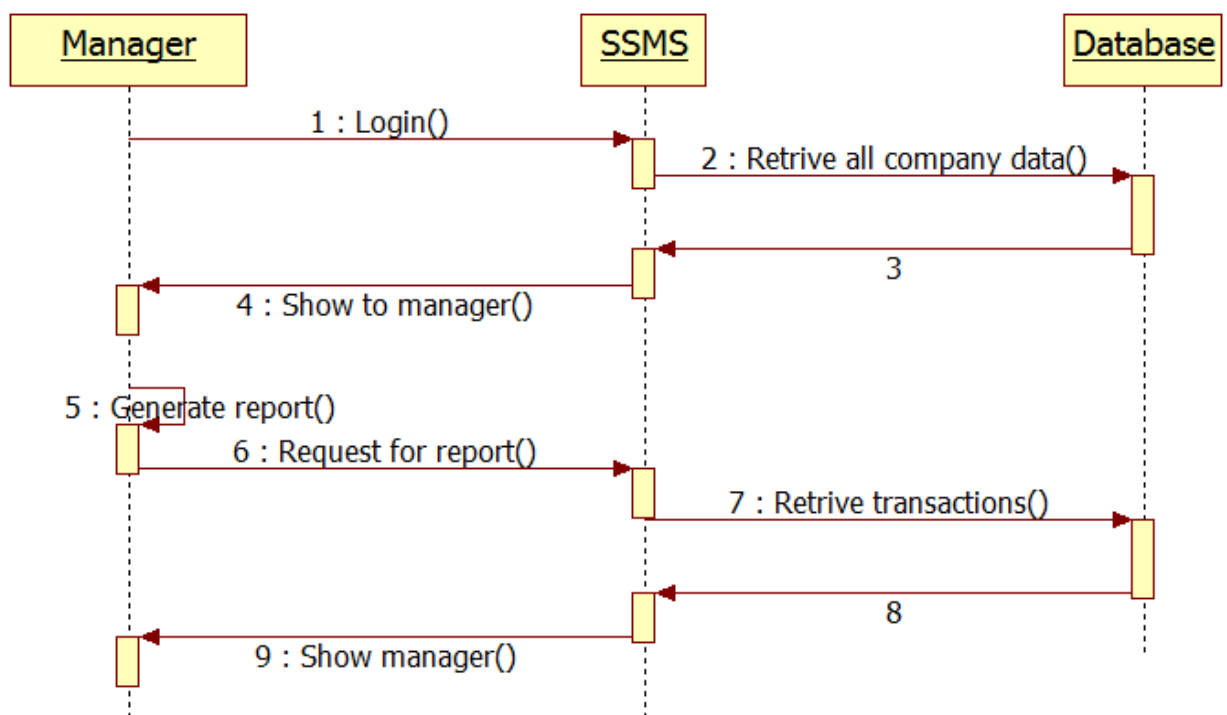 Manager
SSMS
Database
1 : Login()
2 : Retrive all company data()
3
4 : Show to manager()
5 : Generate report()
6 : Request for report()
7 : Retrive transactions()
8
9 : Show manager()